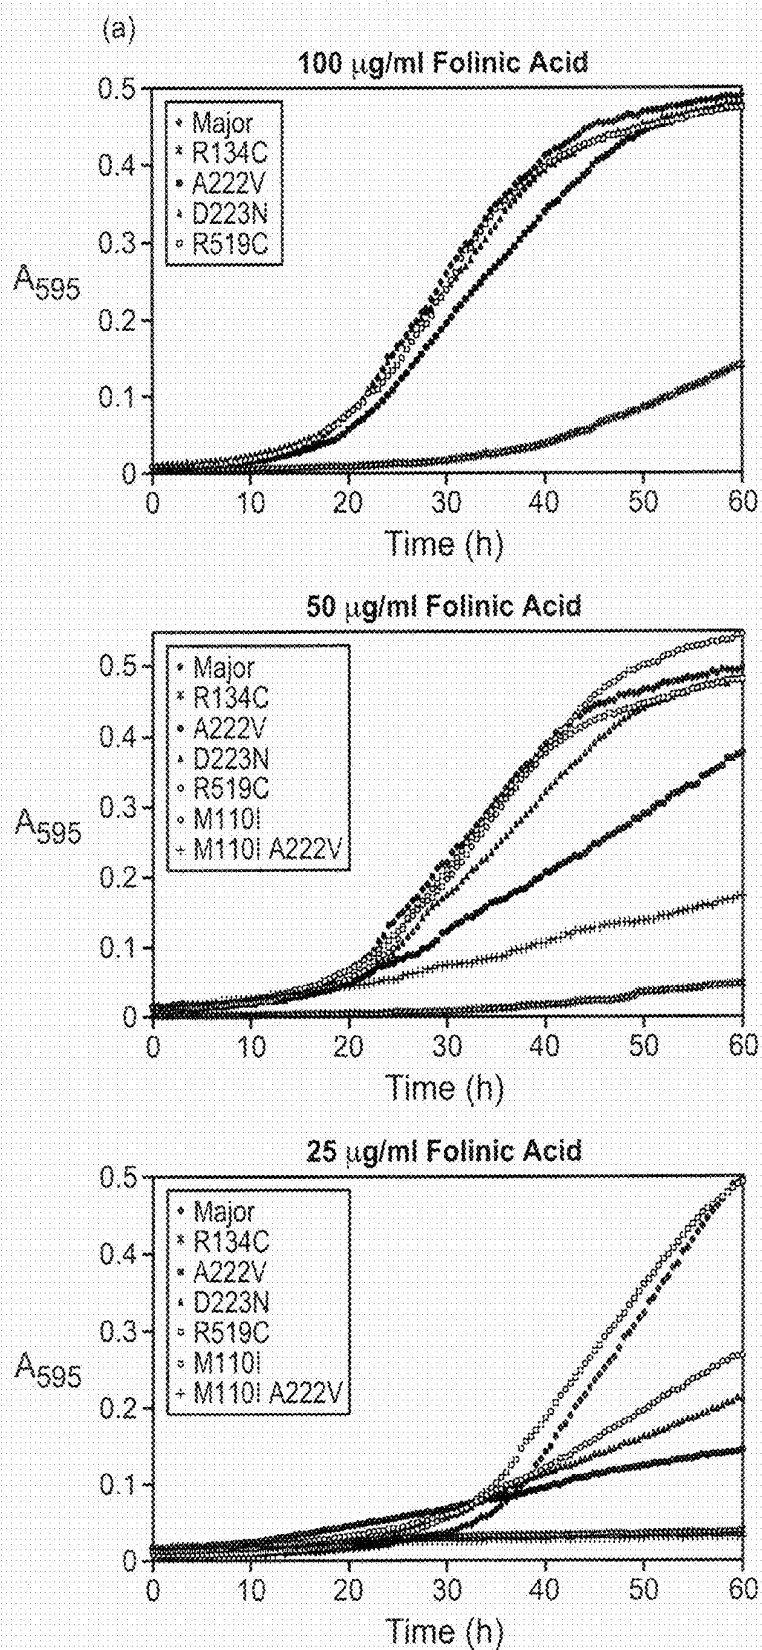 (a)
100 μg/ml Folinic Acid
0.5
0.4
0.3
0.2
0.1
0
A595
Major
R134C
A222V
D223N
R519C
0 10 20 30 40 50 60
Time (h)
50 μg/ml Folinic Acid
0.5
0.4
0.3
0.2
0.1
0
A595
Major
R134C
A222V
D223N
R519C
M110I
M110I A222V
0 10 20 30 40 50 60
Time (h)
25 μg/ml Folinic Acid
0.5
0.4
0.3
0.2
0.1
0
A595
Major
R134C
A222V
D223N
R519C
M110I
M110I A222V
0 10 20 30 40 50 60
Time (h)